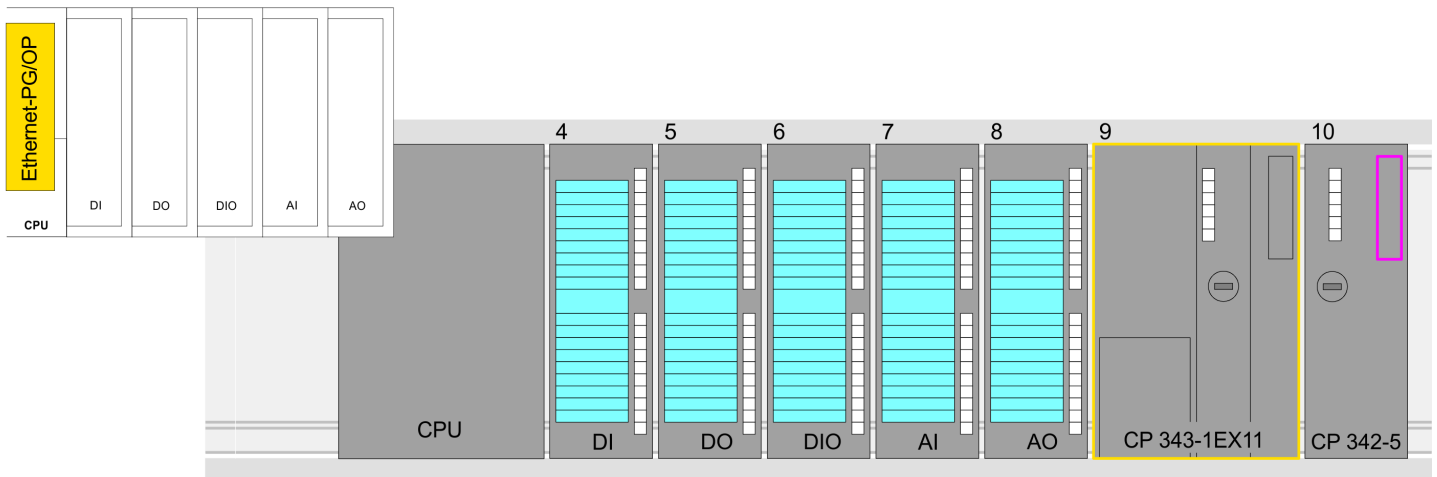 Ethernet-PG/OP
CPU
DI
DO
DIO
AI
AO
4
5
6
7
8
9
10
CPU
DI
DO
DIO
AI
AO
CP 343-1EX11
CP 342-5